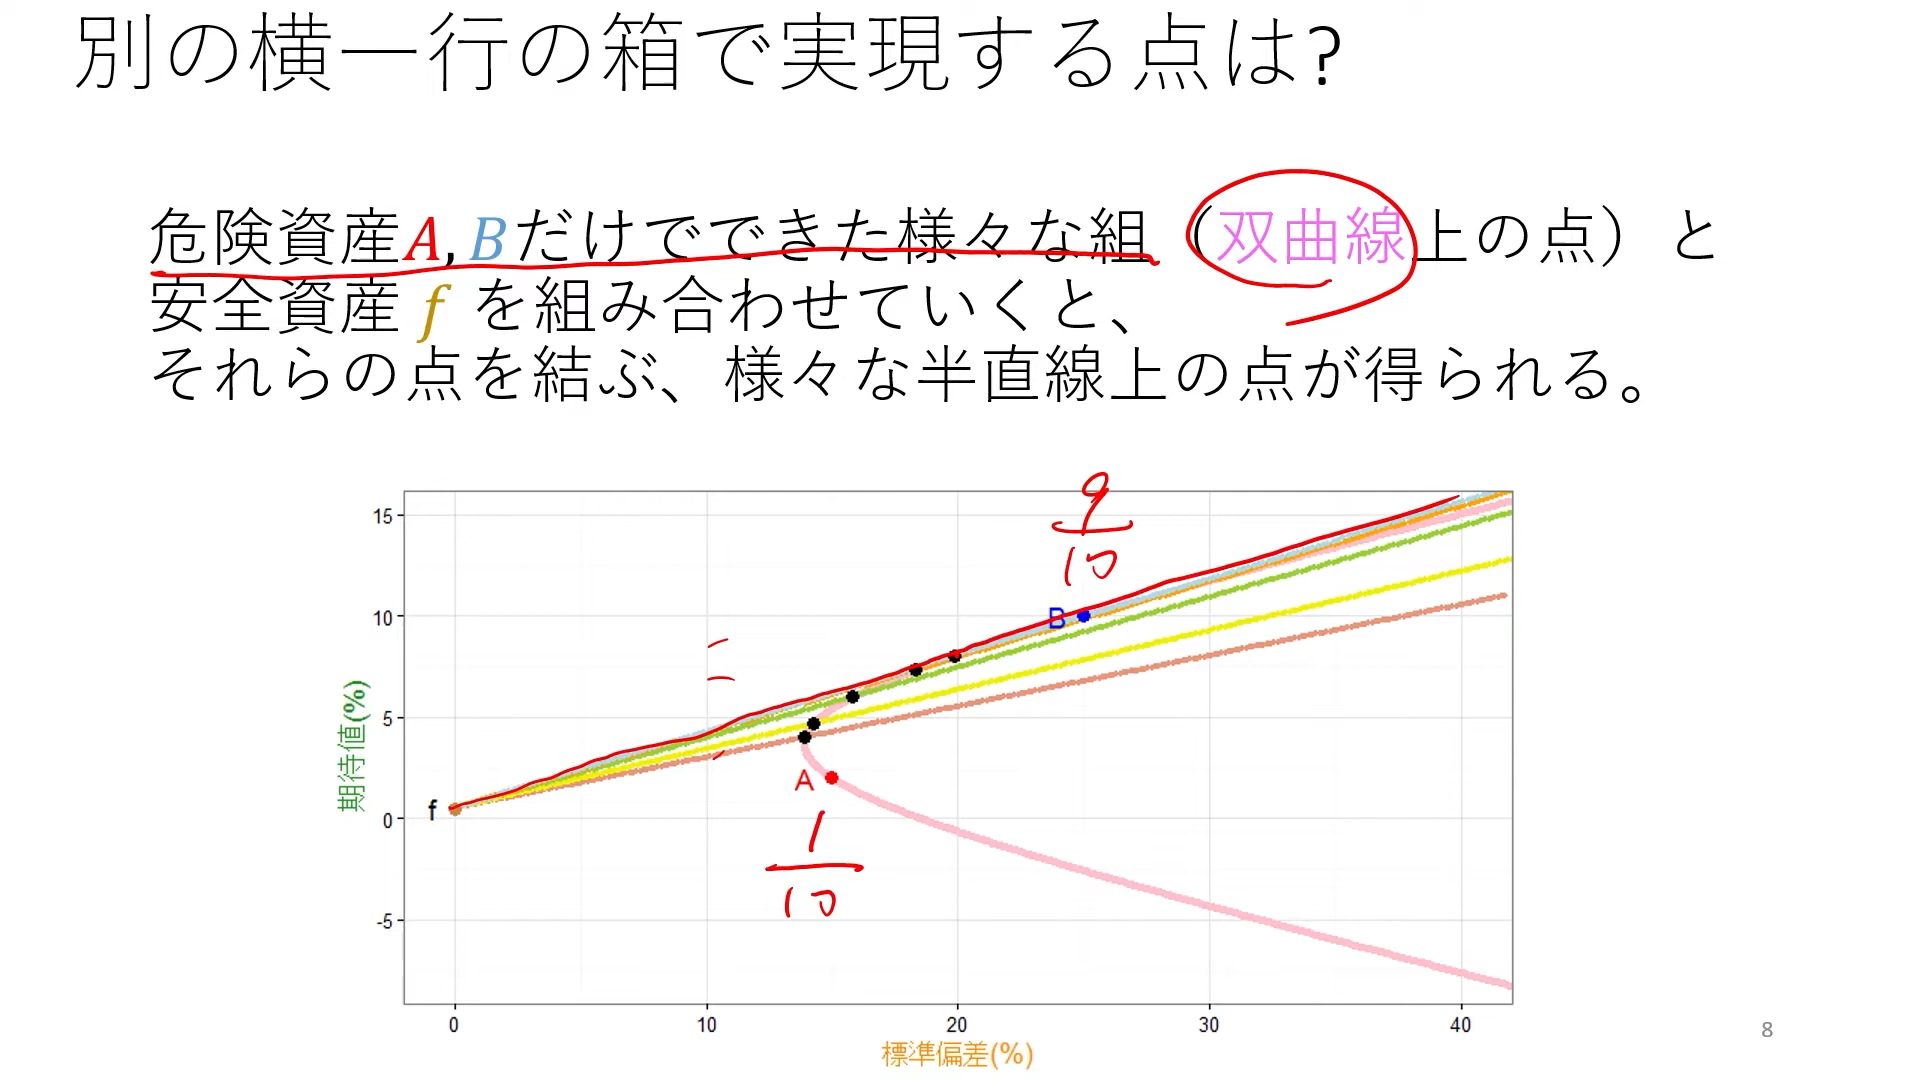 別の横一行の箱で実現する点は?
危険資産A, Bだけでできた様々な組（双曲線上の点）と
安全資産 f を組み合わせていくと、
それらの点を結ぶ、様々な半直線上の点が得られる。
9
10
15
10
5
0
-5
期待値(%)
B
A
f
1
10
0
10
20
30
40
標準偏差(%)
8